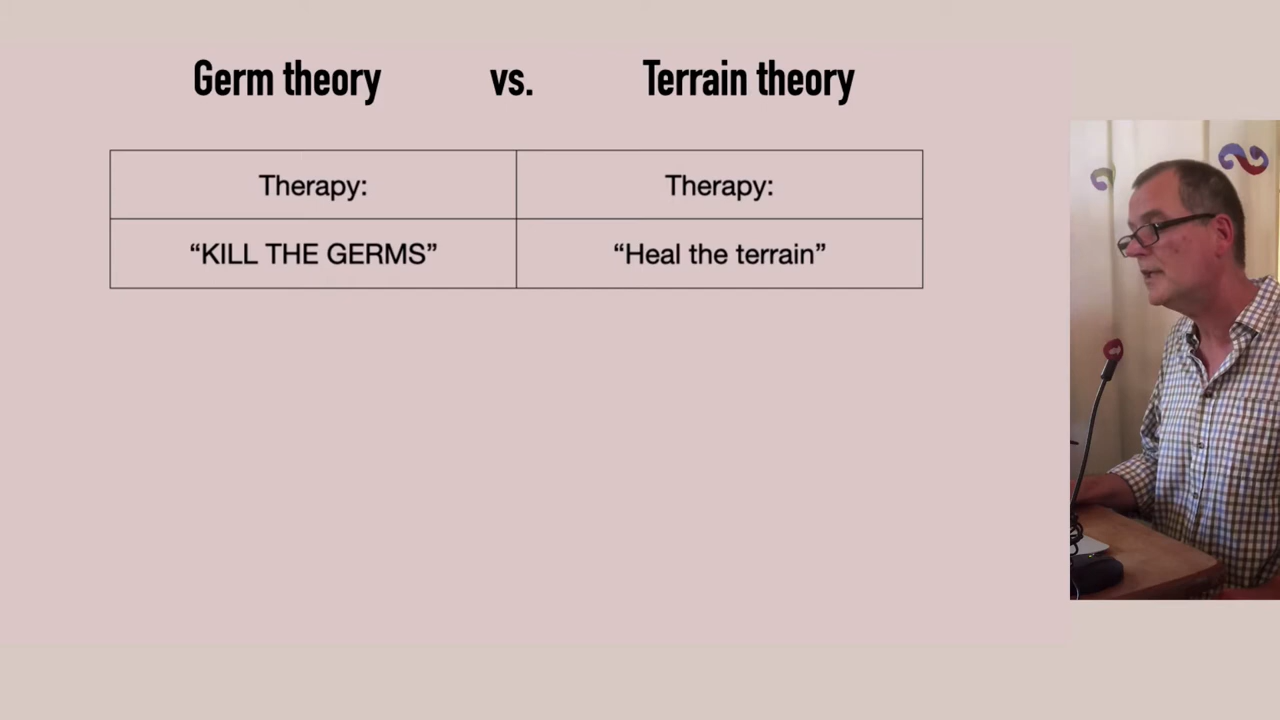 Germ theory vs. Terrain theory
Therapy: Therapy:
“KILL THE GERMS” “Heal the terrain”